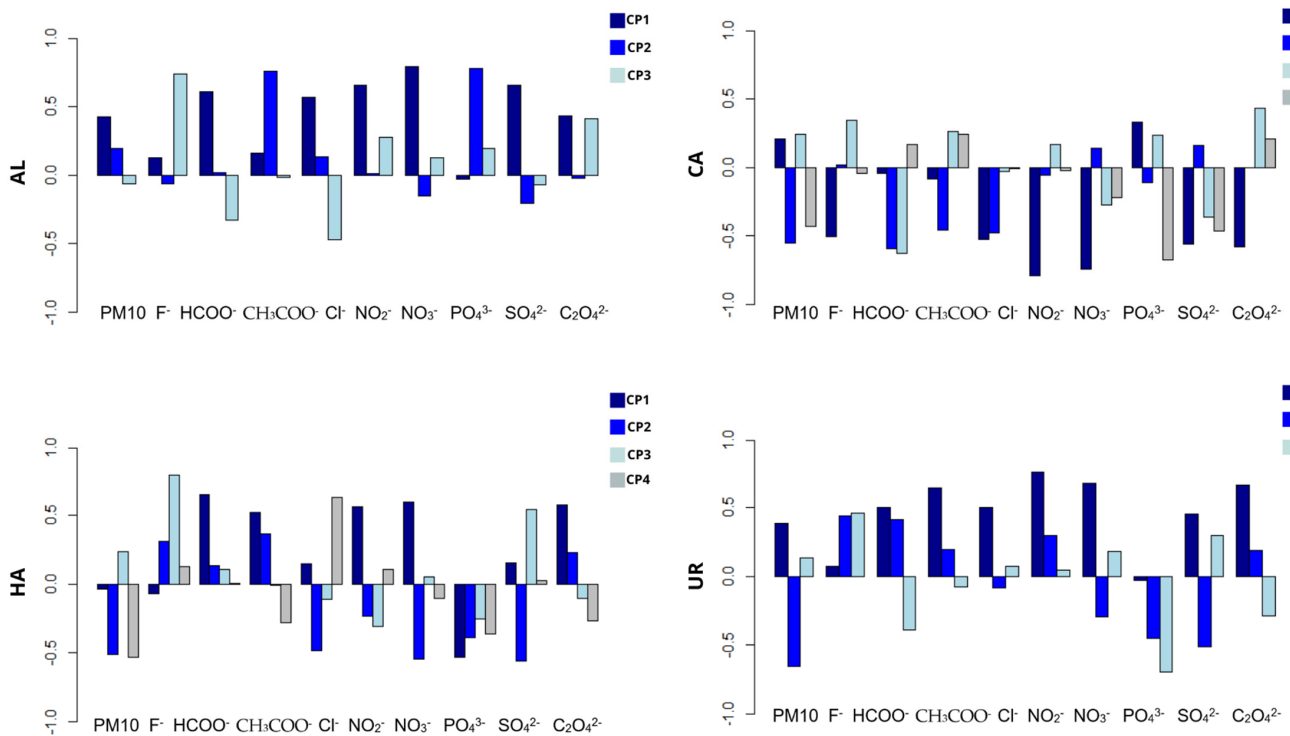 CP1
CP2
CP3
1.0
0.5
0.0
-0.5
-1.0
AL
PM10 F⁻ HCOO⁻ CH₃COO⁻ Cl⁻ NO₂⁻ NO₃⁻ PO₄³⁻ SO₄²⁻ C₂O₄²⁻
1.0
0.5
0.0
-0.5
-1.0
CA
PM10 F⁻ HCOO⁻ CH₃COO⁻ Cl⁻ NO₂⁻ NO₃⁻ PO₄³⁻ SO₄²⁻ C₂O₄²⁻
CP1
CP2
CP3
CP4
1.0
0.5
0.0
-0.5
-1.0
HA
PM10 F⁻ HCOO⁻ CH₃COO⁻ Cl⁻ NO₂⁻ NO₃⁻ PO₄³⁻ SO₄²⁻ C₂O₄²⁻
1.0
0.5
0.0
-0.5
-1.0
UR
PM10 F⁻ HCOO⁻ CH₃COO⁻ Cl⁻ NO₂⁻ NO₃⁻ PO₄³⁻ SO₄²⁻ C₂O₄²⁻